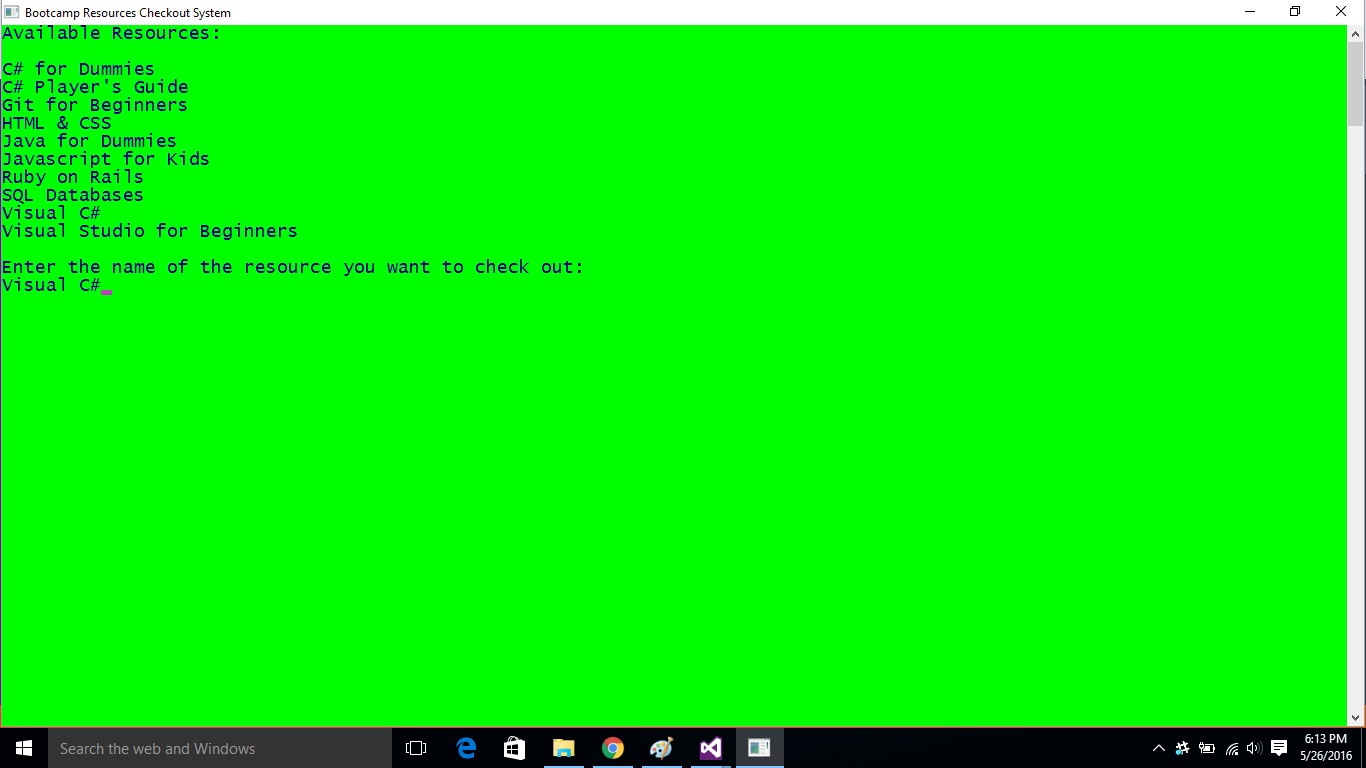 Bootcamp Resources Checkout System
Available Resources:
C# for Dummies
C# Player's Guide
Git for Beginners
HTML & CSS
Java for Dummies
Javascript for Kids
Ruby on Rails
SQL Databases
Visual C#
Visual Studio for Beginners
Enter the name of the resource you want to check out:
Visual C#
Search the web and Windows
6:13 PM
5/26/2016